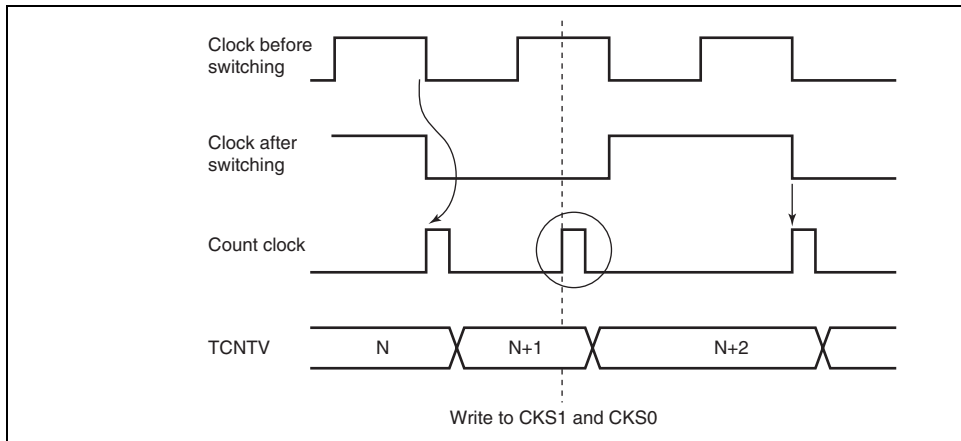 Clock before
switching
Clock after
switching
Count clock
TCNTV
N
N+1
N+2
Write to CKS1 and CKS0